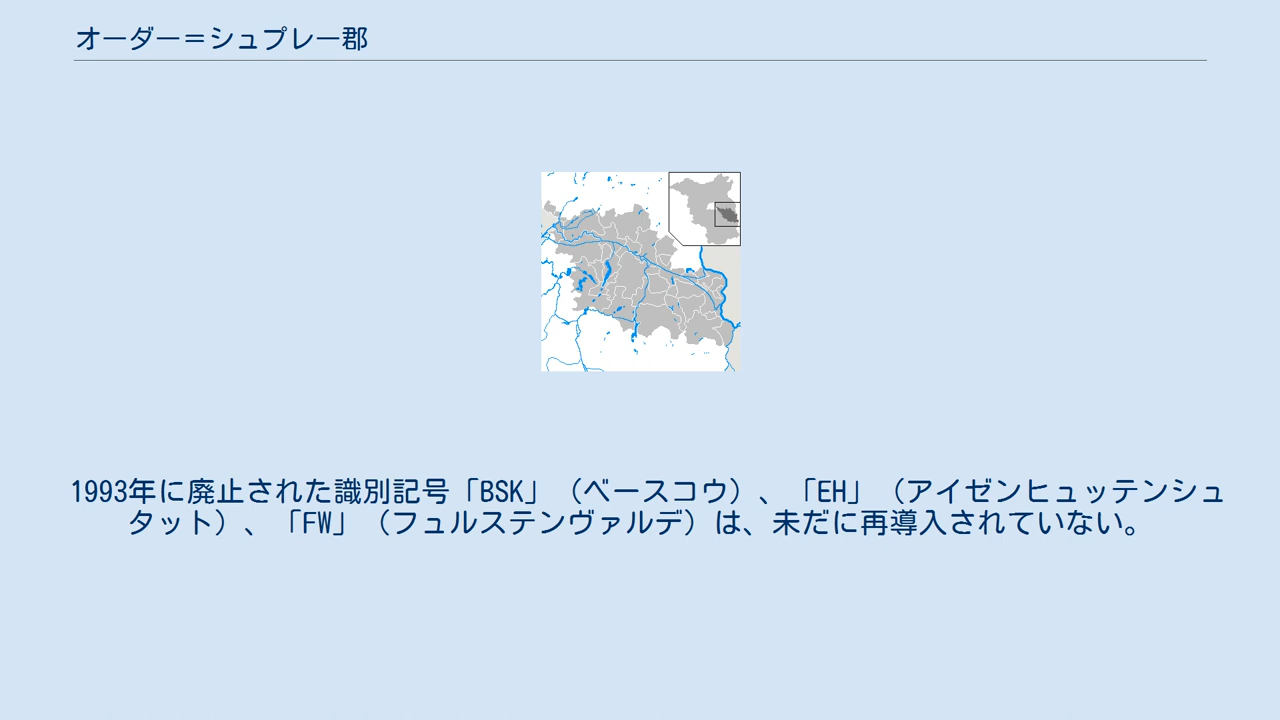 オーダー＝シュプレー郡
1993年に廃止された識別記号「BSK」（ベースコウ）、「EH」（アイゼンヒュッテンシュ
タット）、「FW」（フュルステンヴァルデ）は、未だに再導入されていない。